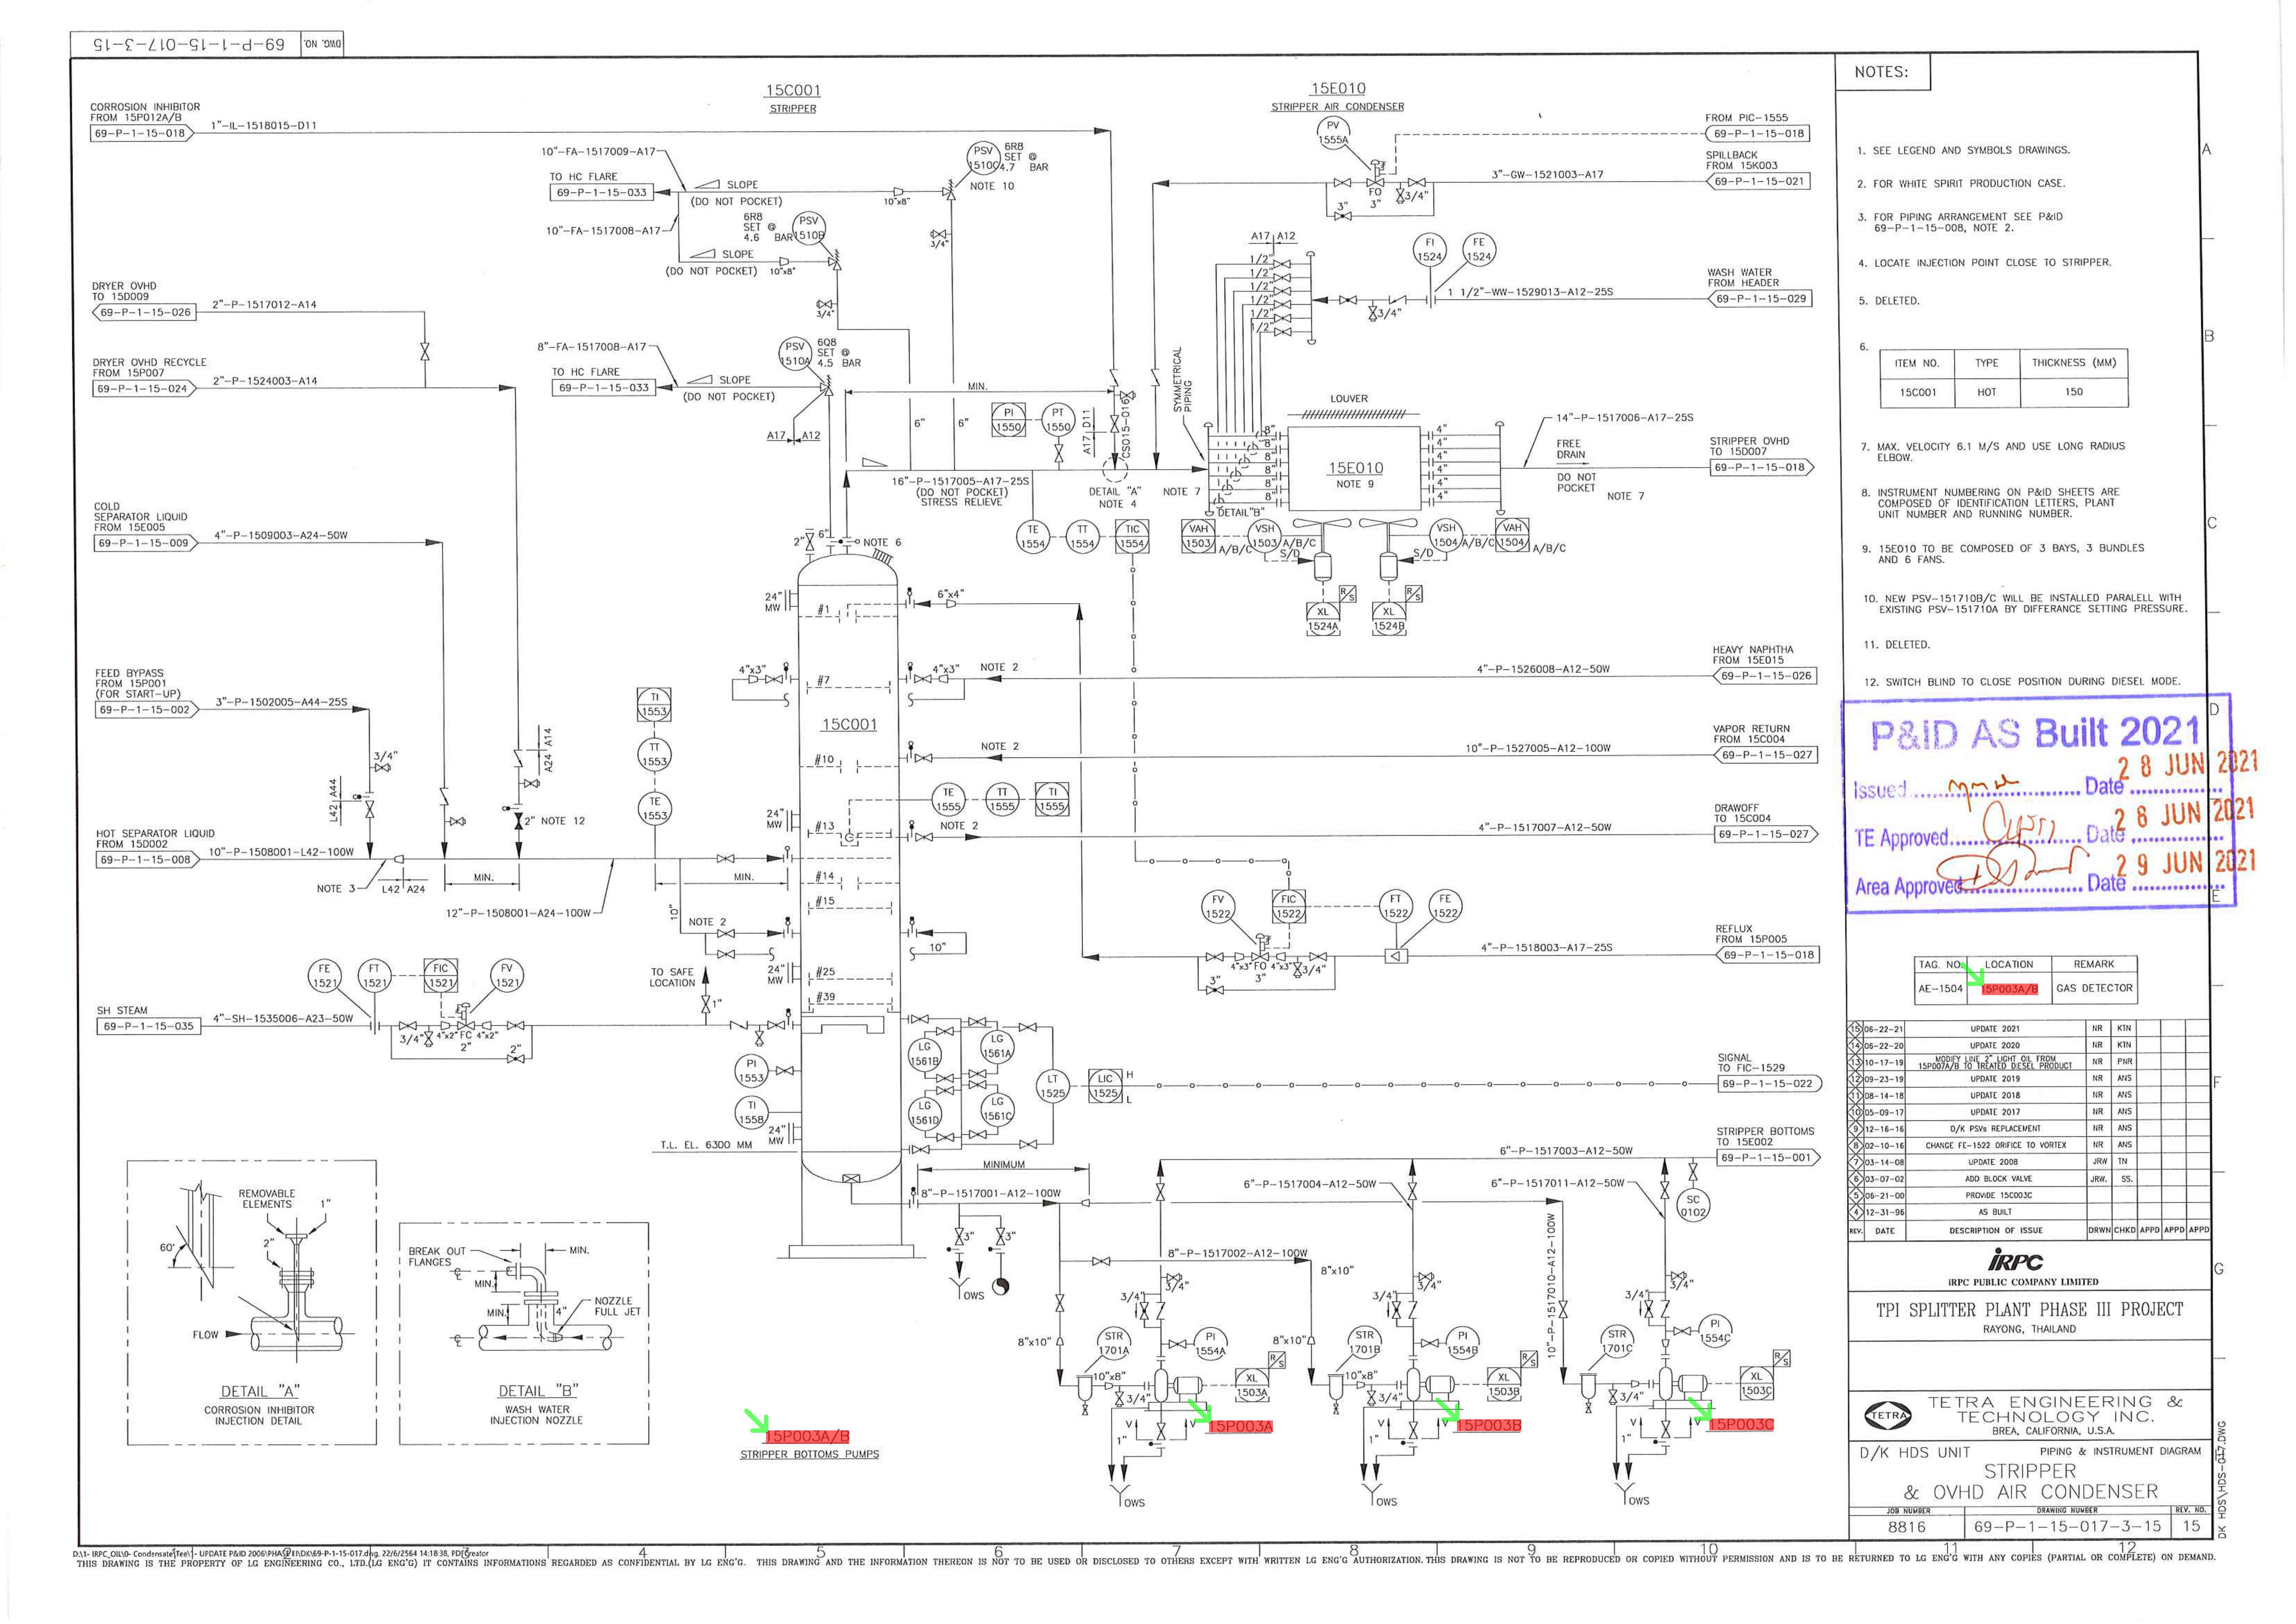 DWG. NO. 69-P-1-15-017-3-15
15C001
STRIPPER
15E010
STRIPPER AIR CONDENSER
CORROSION INHIBITOR
FROM 15P012A/B
69-P-1-15-018
1"-IL-1518015-D11
10"-FA-1517009-A17
TO HC FLARE
69-P-1-15-033
SLOPE
(DO NOT POCKET)
10"x8"
PSV
1510C
6R8
SET @
4.7 BAR
NOTE 10
10"-FA-1517008-A17
6R8
SET @
4.6 BAR
PSV
1510B
SLOPE
(DO NOT POCKET)
10"x8"
3/4"
3/4"
8"-FA-1517008-A17
TO HC FLARE
69-P-1-15-033
SLOPE
(DO NOT POCKET)
PSV
1510A
6Q8
SET @
4.5 BAR
A17
A12
6"
6"
MIN.
DRYER OVHD
TO 15D009
69-P-1-15-026
2"-P-1517012-A14
DRYER OVHD RECYCLE
FROM 15P007
69-P-1-15-024
2"-P-1524003-A14
COLD
SEPARATOR LIQUID
FROM 15E005
69-P-1-15-009
4"-P-1509003-A24-50W
FEED BYPASS
FROM 15P001
(FOR START-UP)
69-P-1-15-002
3"-P-1502005-A44-25S
3/4"
L42 A44
A24 A14
2" NOTE 12
HOT SEPARATOR LIQUID
FROM 15D002
69-P-1-15-008
10"-P-1508001-L42-100W
NOTE 3
L42 A24
MIN.
12"-P-1508001-A24-100W
TI
1553
TT
1553
TE
1553
MIN.
10"
NOTE 2
SH STEAM
69-P-1-15-035
4"-SH-1535006-A23-50W
FE
1521
FT
1521
FIC
1521
FV
1521
3/4"
4"x2" FC 4"x2"
2"
2"
TO SAFE
LOCATION
1"
PI
1553
TI
1558
24"
MW
T.L. EL. 6300 MM
FROM PIC-1555
69-P-1-15-018
PV
1555A
SPILLBACK
FROM 15K003
69-P-1-15-021
3"-GW-1521003-A17
FO
3"
3"
3/4"
A17 A12
1/2"
1/2"
1/2"
1/2"
1/2"
1/2"
FI
1524
FE
1524
WASH WATER
FROM HEADER
69-P-1-15-029
1 1/2"-WW-1529013-A12-25S
3/4"
SYMMETRICAL
PIPING
LOUVER
PI
1550
PT
1550
A17 D11
CS015-016
DETAIL "A"
NOTE 4
NOTE 7
16"-P-1517005-A17-25S
(DO NOT POCKET)
STRESS RELIEVE
8"
8"
8"
8"
8"
8"
DETAIL"B"
15E010
NOTE 9
4"
4"
4"
4"
4"
4"
14"-P-1517006-A17-25S
FREE
DRAIN
DO NOT
POCKET
NOTE 7
STRIPPER OVHD
TO 15D007
69-P-1-15-018
TE
1554
TT
1554
TIC
1554
VAH
1503
A/B/C
VSH
1503
A/B/C
S/D
VSH
1504
A/B/C
S/D
VAH
1504
A/B/C
XL
1524A
R/S
XL
1524B
R/S
2"
6"
NOTE 6
24"
MW
#1
6"x4"
4"x3"
#7
4"x3"
NOTE 2
4"-P-1526008-A12-50W
HEAVY NAPHTHA
FROM 15E015
69-P-1-15-026
15C001
#10
NOTE 2
10"-P-1527005-A12-100W
VAPOR RETURN
FROM 15C004
69-P-1-15-027
TE
1555
TT
1555
TI
1555
24"
MW
#13
NOTE 2
4"-P-1517007-A12-50W
DRAWOFF
TO 15C004
69-P-1-15-027
#14
#15
10"
24"
MW
#25
#39
FV
1522
FIC
1522
FT
1522
FE
1522
4"x3" FO 4"x3"
3"
3"
3/4"
4"-P-1518003-A17-25S
REFLUX
FROM 15P005
69-P-1-15-018
LG
1561B
LG
1561A
LG
1561D
LG
1561C
LT
1525
LIC
1525
H
L
SIGNAL
TO FIC-1529
69-P-1-15-022
STRIPPER BOTTOMS
TO 15E002
69-P-1-15-001
6"-P-1517003-A12-50W
MINIMUM
8"-P-1517001-A12-100W
6"-P-1517004-A12-50W
6"-P-1517011-A12-50W
SC
0102
3"
3"
OWS
8"-P-1517002-A12-100W
8"x10"
10"-P-1517010-A12-100W
8"x10"
8"x10"
3/4"
3/4"
STR
1701A
PI
1554A
10"x8"
3/4"
XL
1503A
R/S
15P003A
V
1"
OWS
3/4"
3/4"
STR
1701B
PI
1554B
10"x8"
3/4"
XL
1503B
R/S
15P003B
V
1"
OWS
3/4"
3/4"
STR
1701C
PI
1554C
3/4"
XL
1503C
R/S
15P003C
V
1"
OWS
15P003A/B
STRIPPER BOTTOMS PUMPS
REMOVABLE
ELEMENTS
1"
60°
2"
FLOW
DETAIL "A"
CORROSION INHIBITOR
INJECTION DETAIL
BREAK OUT
FLANGES
MIN.
MIN.
MIN.
4"
NOZZLE
FULL JET
DETAIL "B"
WASH WATER
INJECTION NOZZLE
NOTES:
1. SEE LEGEND AND SYMBOLS DRAWINGS.
2. FOR WHITE SPIRIT PRODUCTION CASE.
3. FOR PIPING ARRANGEMENT SEE P&ID
69-P-1-15-008, NOTE 2.
4. LOCATE INJECTION POINT CLOSE TO STRIPPER.
5. DELETED.
6.
ITEM NO. TYPE THICKNESS (MM)
15C001 HOT 150
7. MAX. VELOCITY 6.1 M/S AND USE LONG RADIUS
ELBOW.
8. INSTRUMENT NUMBERING ON P&ID SHEETS ARE
COMPOSED OF IDENTIFICATION LETTERS, PLANT
UNIT NUMBER AND RUNNING NUMBER.
9. 15E010 TO BE COMPOSED OF 3 BAYS, 3 BUNDLES
AND 6 FANS.
10. NEW PSV-151710B/C WILL BE INSTALLED PARALELL WITH
EXISTING PSV-151710A BY DIFFERANCE SETTING PRESSURE.
11. DELETED.
12. SWITCH BLIND TO CLOSE POSITION DURING DIESEL MODE.
P&ID AS Built 2021
Issued Date 28 JUN 2021
TE Approved Date 28 JUN 2021
Area Approved Date 29 JUN 2021
TAG. NO. LOCATION REMARK
AE-1504 15P003A/B GAS DETECTOR
15 06-22-21 UPDATE 2021 NR KTN
14 06-22-20 UPDATE 2020 NR KTN
13 10-17-19 MODIFY LINE 2" LIGHT OIL FROM 15P007A/B TO TREATED DIESEL PRODUCT NR PNR
12 09-23-19 UPDATE 2019 NR ANS
11 08-14-18 UPDATE 2018 NR ANS
10 05-09-17 UPDATE 2017 NR ANS
9 12-16-16 D/K PSVs REPLACEMENT NR ANS
8 02-10-16 CHANGE FE-1522 ORIFICE TO VORTEX NR ANS
7 03-14-08 UPDATE 2008 JRW TN
6 03-07-02 ADD BLOCK VALVE JRW. SS.
5 06-21-00 PROVIDE 15C003C
4 12-31-96 AS BUILT
REV. DATE DESCRIPTION OF ISSUE DRWN CHKD APPD APPD APPD
iRPC
iRPC PUBLIC COMPANY LIMITED
TPI SPLITTER PLANT PHASE III PROJECT
RAYONG, THAILAND
TETRA
TETRA ENGINEERING &
TECHNOLOGY INC.
BREA, CALIFORNIA, U.S.A.
D/K HDS UNIT PIPING & INSTRUMENT DIAGRAM
STRIPPER
& OVHD AIR CONDENSER
JOB NUMBER DRAWING NUMBER REV. NO.
8816 69-P-1-15-017-3-15 15
A
B
C
D
E
F
G
4 5 6 7 8 9 10 11 12
THIS DRAWING IS THE PROPERTY OF LG ENGINEERING CO., LTD.(LG ENG'G) IT CONTAINS INFORMATIONS REGARDED AS CONFIDENTIAL BY LG ENG'G. THIS DRAWING AND THE INFORMATION THEREON IS NOT TO BE USED OR DISCLOSED TO OTHERS EXCEPT WITH WRITTEN LG ENG'G AUTHORIZATION. THIS DRAWING IS NOT TO BE REPRODUCED OR COPIED WITHOUT PERMISSION AND IS TO BE RETURNED TO LG ENG'G WITH ANY COPIES (PARTIAL OR COMPLETE) ON DEMAND.